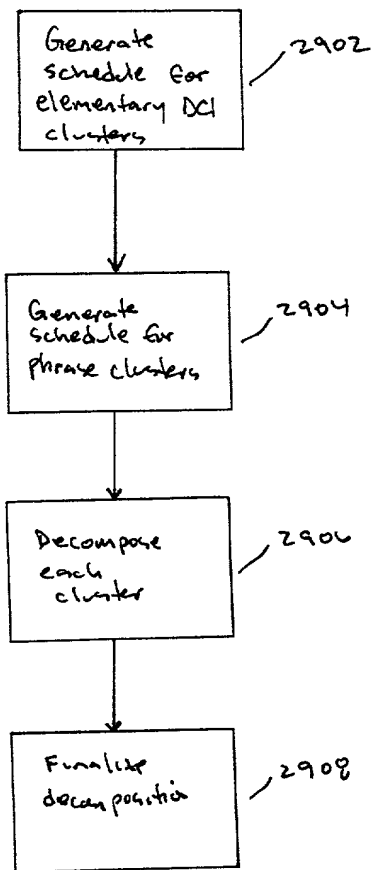 Generate
schedule for
elementary DCI
clusters
2902
Generate
schedule for
phrase clusters
2904
Decompose
each
cluster
2906
Finalize
decomposition
2908